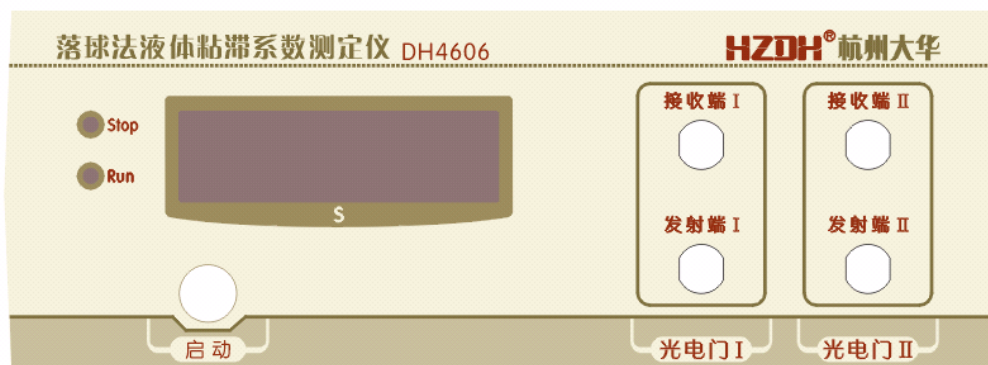 落球法液体粘滞系数测定仪 DH4606
HZDH® 杭州大华
Stop
Run
S
启动
接收端 I
发射端 I
光电门 I
接收端 II
发射端 II
光电门 II